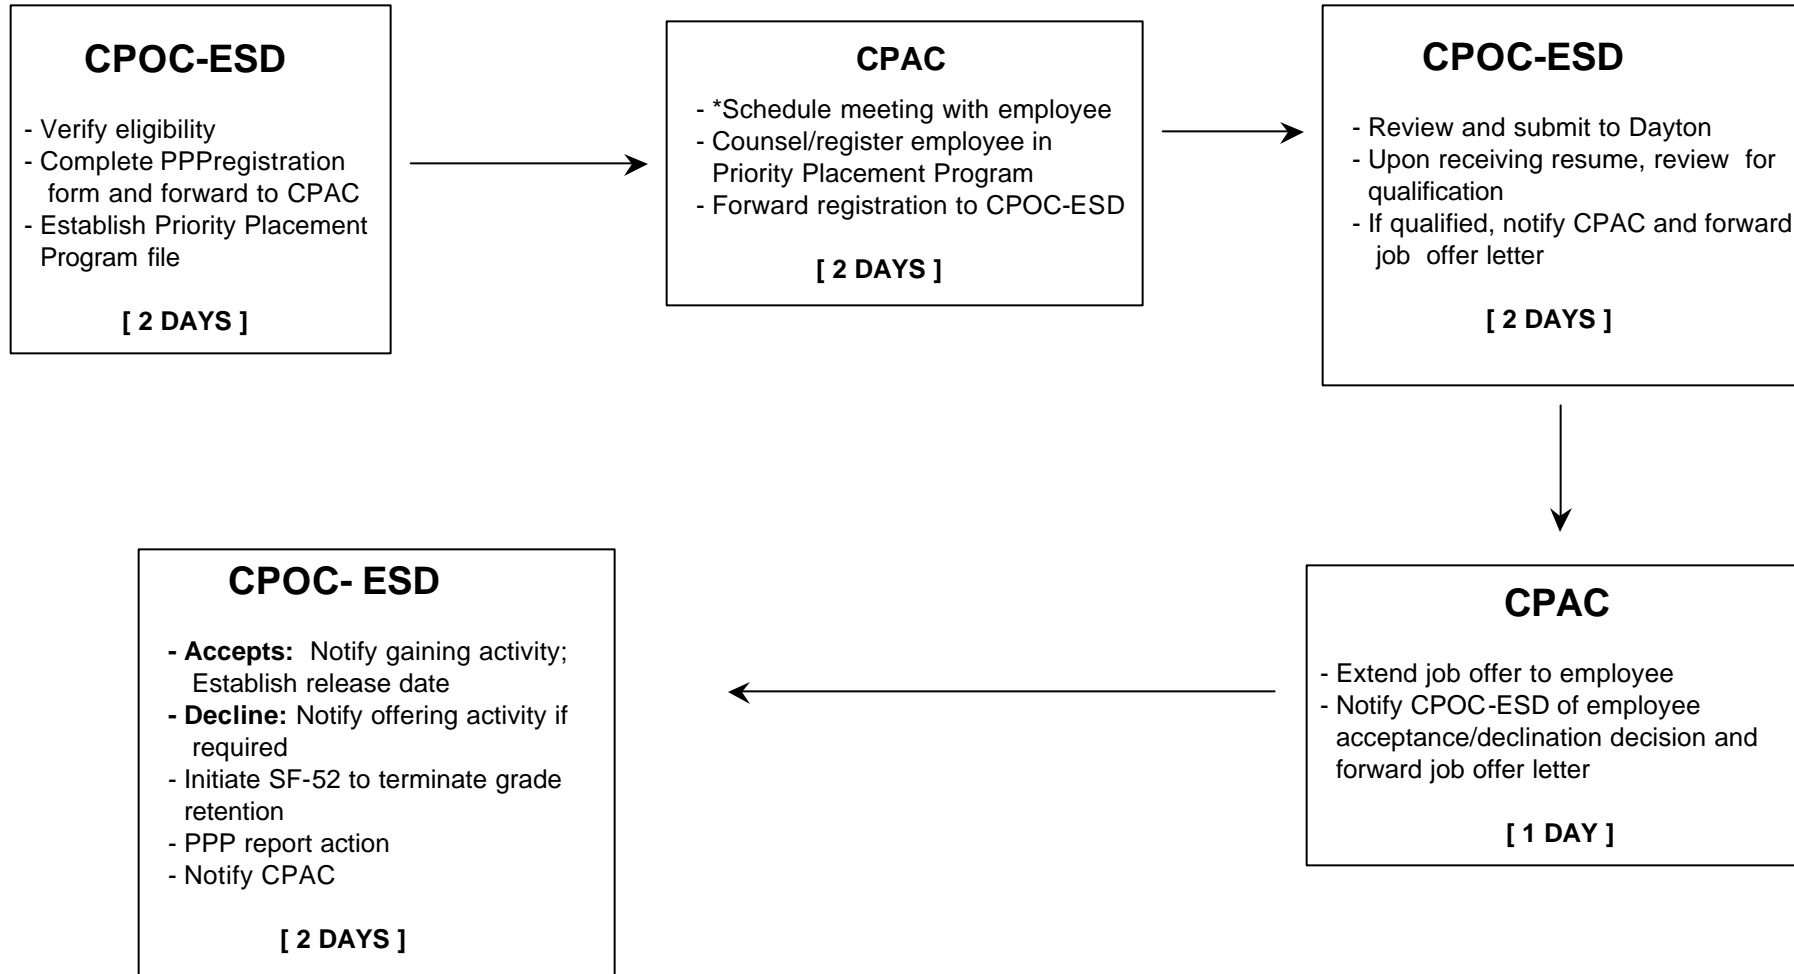 CPOC-ESD
- Verify eligibility
- Complete PPPregistration
form and forward to CPAC
- Establish Priority Placement
Program file
[ 2 DAYS ]
CPAC
- *Schedule meeting with employee
- Counsel/register employee in
Priority Placement Program
- Forward registration to CPOC-ESD
[ 2 DAYS ]
CPOC-ESD
- Review and submit to Dayton
- Upon receiving resume, review for
qualification
- If qualified, notify CPAC and forward
job offer letter
[ 2 DAYS ]
CPAC
- Extend job offer to employee
- Notify CPOC-ESD of employee
acceptance/declination decision and
forward job offer letter
[ 1 DAY ]
CPOC- ESD
- Accepts: Notify gaining activity;
Establish release date
- Decline: Notify offering activity if
required
- Initiate SF-52 to terminate grade
retention
- PPP report action
- Notify CPAC
[ 2 DAYS ]